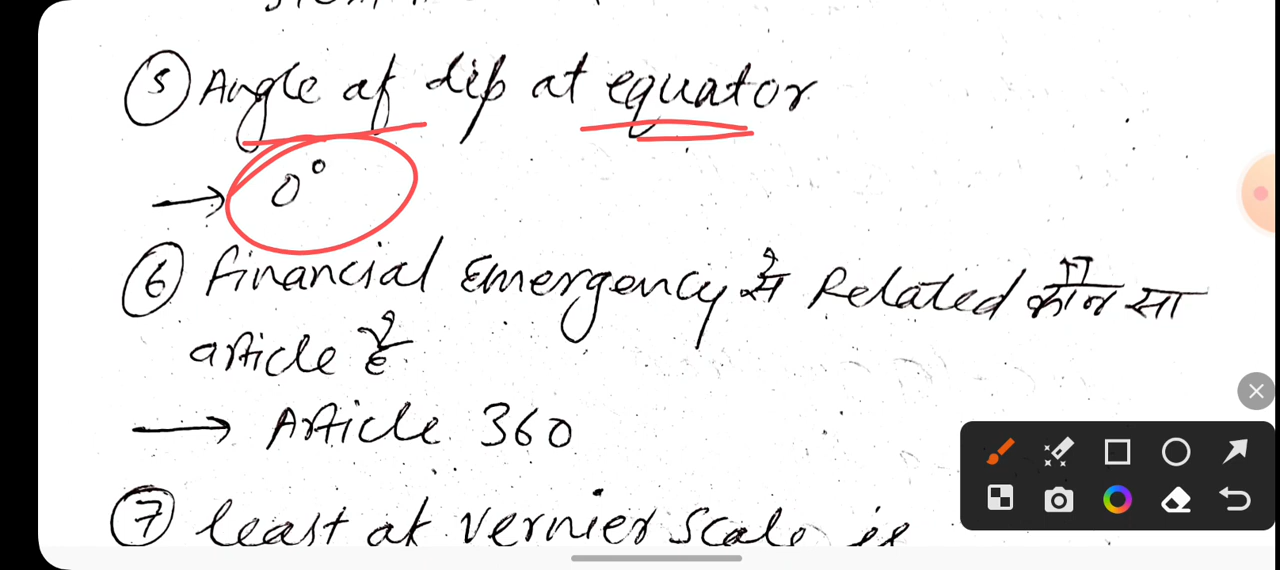 ⑤ Angle of dip at equator
→ 0°
⑥ Financial Emergency से Related कौन सा
article है
→ Article 360
⑦ least at vernier scale is